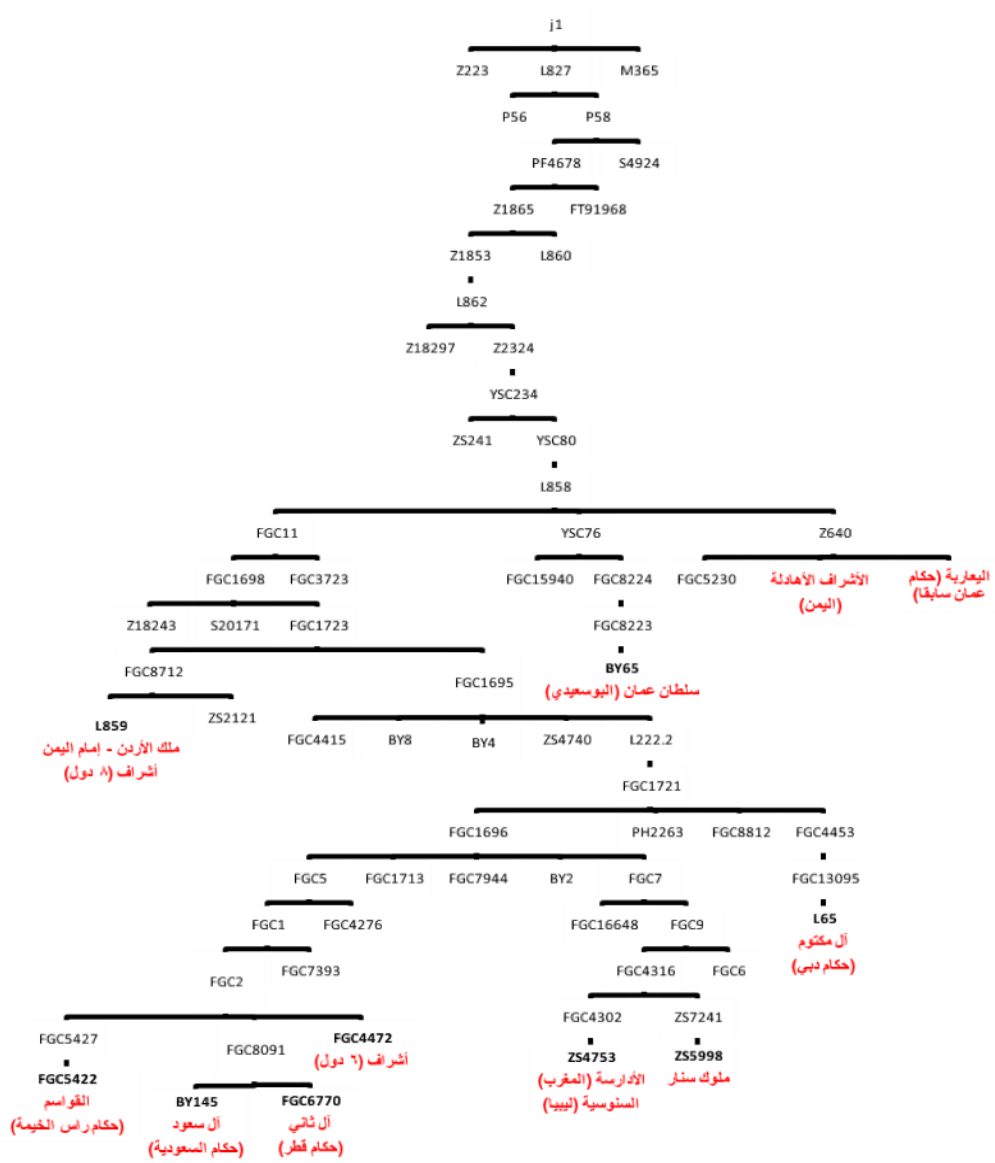 j1
Z223 L827 M365
P56 P58
PF4678 S4924
Z1865 FT91968
Z1853 L860
L862
Z18297 Z2324
YSC234
ZS241 YSC80
L858
FGC11 YSC76 Z640
FGC1698 FGC3723 FGC15940 FGC8224 FGC5230
الأشراف الأهادلة
(اليمن)
اليعاربة (حكام
عمان سابقا)
Z18243 S20171 FGC1723 FGC8223
FGC8712 FGC1695 BY65
سلطان عمان (البوسعيدي)
L859 ZS2121
ملك الأردن - إمام اليمن
أشراف (٨ دول)
FGC4415 BY8 BY4 ZS4740 L222.2
FGC1721
FGC1696 PH2263 FGC8812 FGC4453
FGC5 FGC1713 FGC7944 BY2 FGC7 FGC13095
FGC1 FGC4276 FGC16648 FGC9 L65
آل مكتوم
(حكام دبي)
FGC2 FGC7393 FGC4316 FGC6
FGC5427 FGC8091 FGC4472 FGC4302 ZS7241
أشراف (٦ دول)
FGC5422
القواسم
(حكام راس الخيمة)
BY145
آل سعود
(حكام السعودية)
FGC6770
آل ثاني
(حكام قطر)
ZS4753
الأدارسة (المغرب)
السنوسية (ليبيا)
ZS5998
ملوك سنار